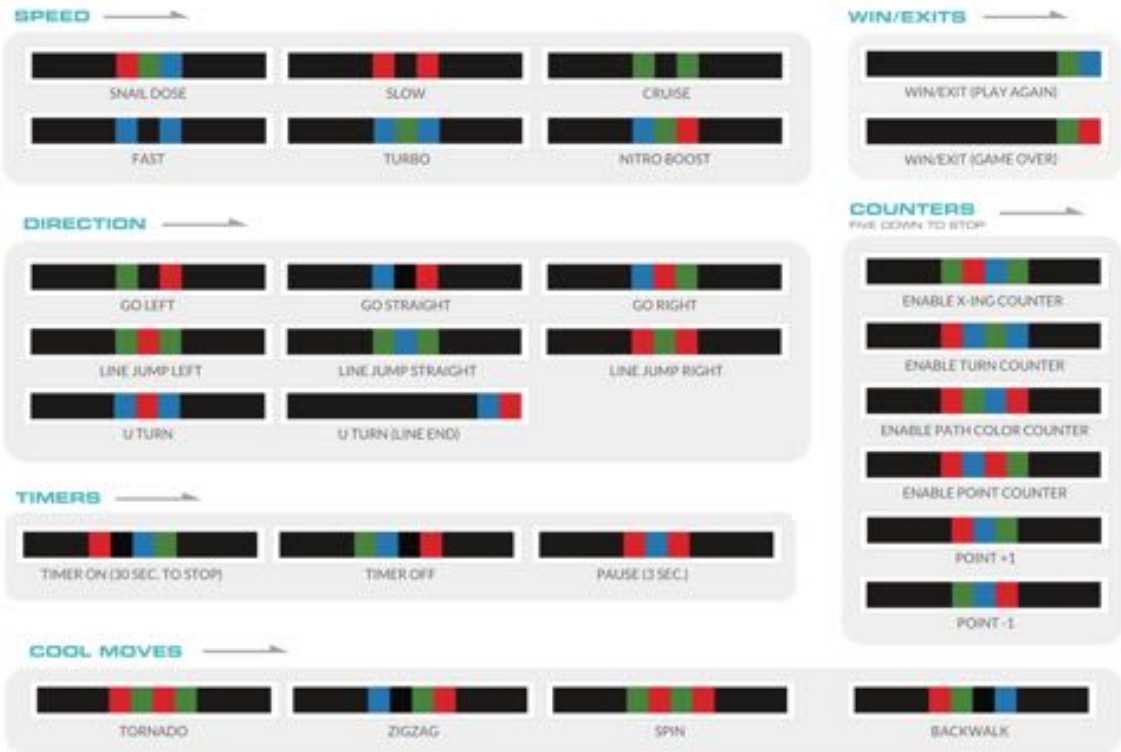 SPEED
SNAIL DOSE
SLOW
CRUISE
FAST
TURBO
NITRO BOOST
WIN/EXITS
WIN/EXIT (PLAY AGAIN)
WIN/EXIT (GAME OVER)
DIRECTION
GO LEFT
GO STRAIGHT
GO RIGHT
LINE JUMP LEFT
LINE JUMP STRAIGHT
LINE JUMP RIGHT
U TURN
U TURN (LINE END)
COUNTERS
FIVE DOWN TO STOP
ENABLE X-ING COUNTER
ENABLE TURN COUNTER
ENABLE PATH COLOR COUNTER
ENABLE POINT COUNTER
POINT +1
POINT -1
TIMERS
TIMER ON (30 SEC. TO STOP)
TIMER OFF
PAUSE (3 SEC.)
COOL MOVES
TORNADO
ZIGZAG
SPIN
BACKWALK